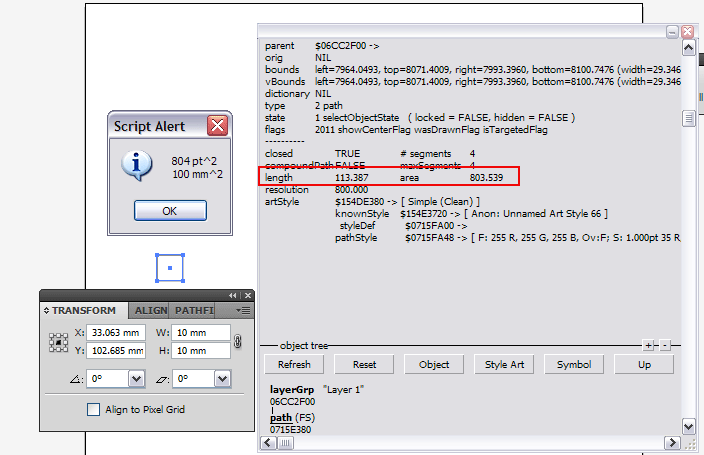 parent $06CC2F00 ->
orig NIL
bounds left=7964.0493, top=8071.4009, right=7993.3960, bottom=8100.7476 (width=29.346
vBounds left=7964.0493, top=8071.4009, right=7993.3960, bottom=8100.7476 (width=29.346
dictionary NIL
type 2 path
state 1 selectObjectState ( locked = FALSE, hidden = FALSE )
flags 2011 showCenterFlag wasDrawnFlag isTargetedFlag
----------
closed TRUE # segments 4
compoundPath FALSE maxSegments 4
length 113.387 area 803.539
resolution 800.000
artStyle $154DE380 -> [ Simple (Clean) ]
knownStyle $154E3720 -> [ Anon: Unnamed Art Style 66 ]
styleDef $0715FA00 ->
pathStyle $0715FA48 -> [ F: 255 R, 255 G, 255 B, Ov:F; S: 1.000pt 35 R,
object tree
+ -
Refresh Reset Object Style Art Symbol Up
layerGrp "Layer 1"
06CC2F00
path (FS)
0715E380
Script Alert
804 pt^2
100 mm^2
OK
TRANSFORM ALIGN PATHFI
X: 33.063 mm W: 10 mm
Y: 102.685 mm H: 10 mm
0° 0°
Align to Pixel Grid